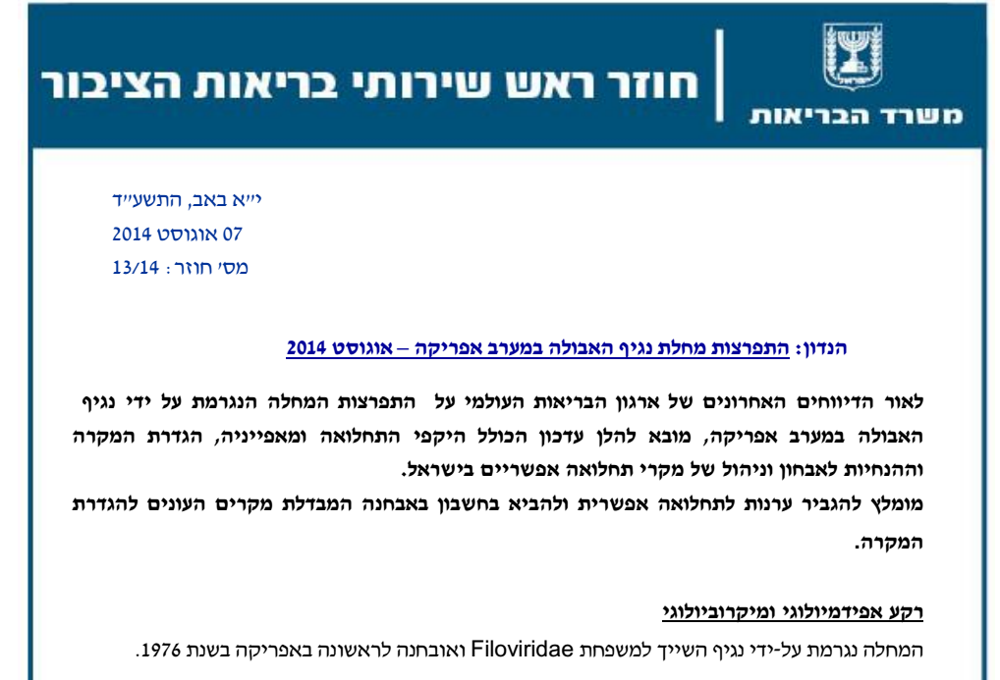 חוזר ראש שירותי בריאות הציבור
משרד הבריאות
י״א באב, התשע״ד
07 אוגוסט 2014
מס׳ חוזר : 13/14
הנדון: התפרצות מחלת נגיף האבולה במערב אפריקה – אוגוסט 2014
לאור הדיווחים האחרונים של ארגון הבריאות העולמי על התפרצות המחלה הנגרמת על ידי נגיף
האבולה במערב אפריקה, מובא להלן עדכון הכולל היקפי התחלואה ומאפייניה, הגדרת המקרה
וההנחיות לאבחון וניהול של מקרי תחלואה אפשריים בישראל.
מומלץ להגביר ערנות לתחלואה אפשרית ולהביא בחשבון באבחנה המבדלת מקרים העונים להגדרת
המקרה.
רקע אפידמיולוגי ומיקרוביולוגי
המחלה נגרמת על-ידי נגיף השייך למשפחת Filoviridae ואובחנה לראשונה באפריקה בשנת 1976.